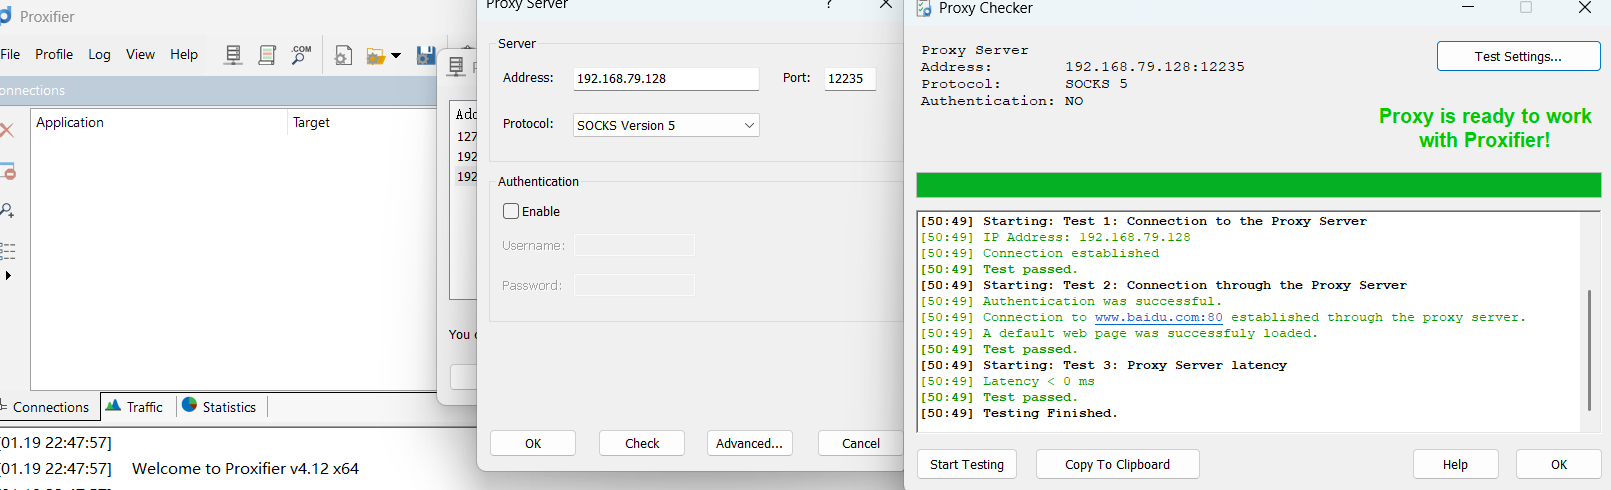 Proxifier
File Profile Log View Help
.COM
Connections
Application Target
Connections Traffic Statistics
[01.19 22:47:57]
[01.19 22:47:57] Welcome to Proxifier v4.12 x64
Add
127
192
192
You c
Proxy Server
Server
Address: 192.168.79.128 Port: 12235
Protocol: SOCKS Version 5
Authentication
Enable
Username:
Password:
OK Check Advanced... Cancel
Proxy Checker
Proxy Server
Address: 192.168.79.128:12235
Protocol: SOCKS 5
Authentication: NO
Test Settings...
Proxy is ready to work
with Proxifier!
[50:49] Starting: Test 1: Connection to the Proxy Server
[50:49] IP Address: 192.168.79.128
[50:49] Connection established
[50:49] Test passed.
[50:49] Starting: Test 2: Connection through the Proxy Server
[50:49] Authentication was successful.
[50:49] Connection to www.baidu.com:80 established through the proxy server.
[50:49] A default web page was successfuly loaded.
[50:49] Test passed.
[50:49] Starting: Test 3: Proxy Server latency
[50:49] Latency < 0 ms
[50:49] Test passed.
[50:49] Testing Finished.
Start Testing Copy To Clipboard Help OK